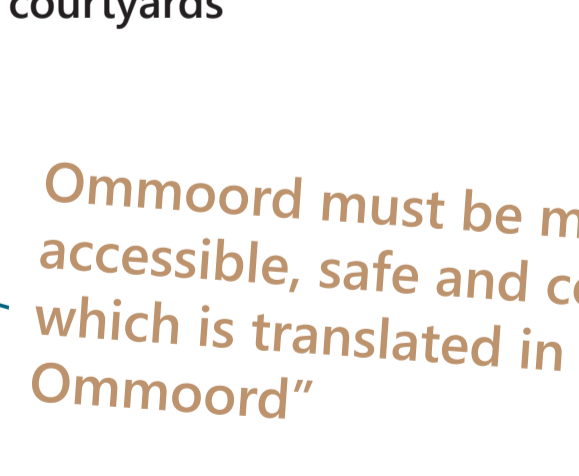 courtyards
Ommoord must be
accessible, safe and
which is translated in
Ommoord”